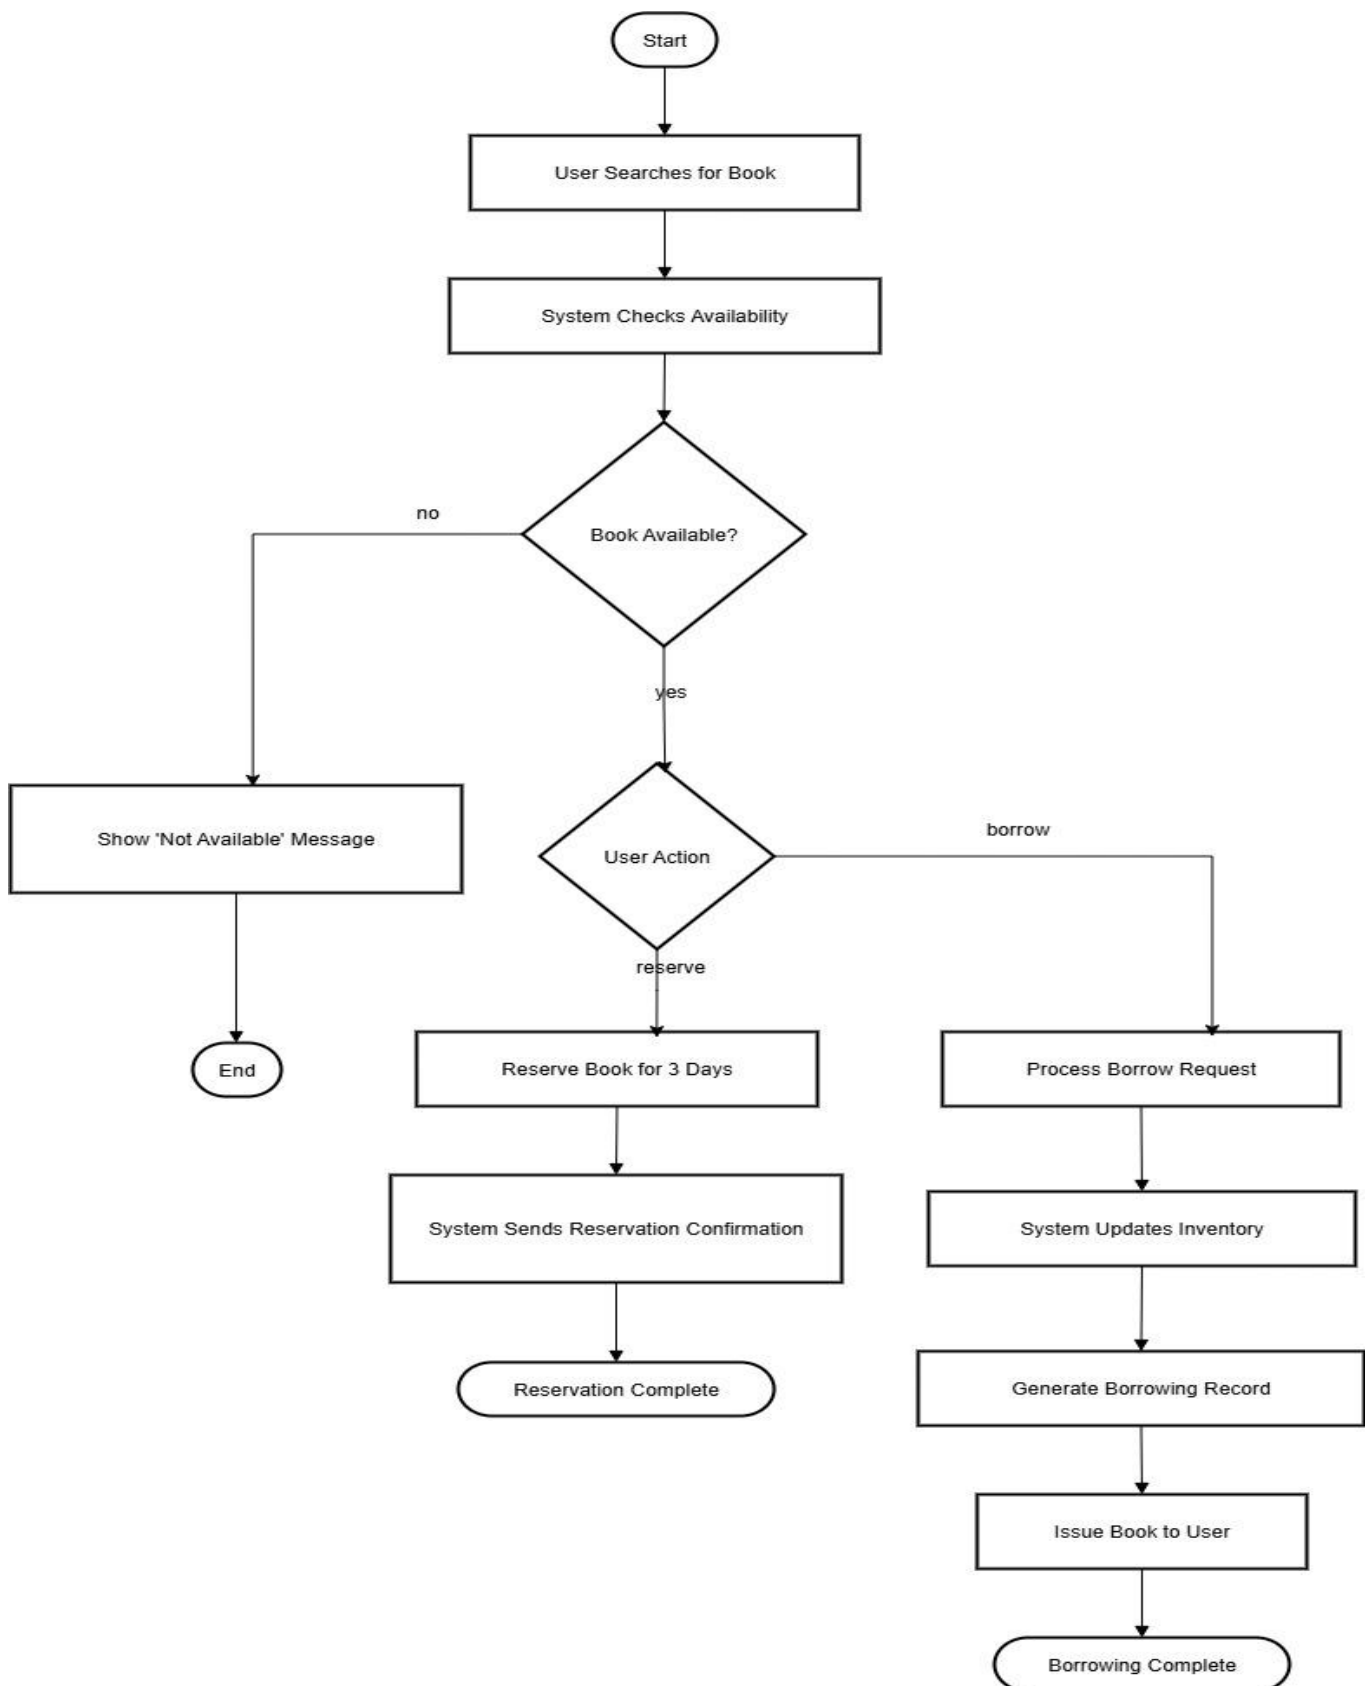 Start
User Searches for Book
System Checks Availability
no
Book Available?
yes
Show 'Not Available' Message
User Action
borrow
reserve
End
Reserve Book for 3 Days
Process Borrow Request
System Sends Reservation Confirmation
System Updates Inventory
Reservation Complete
Generate Borrowing Record
Issue Book to User
Borrowing Complete